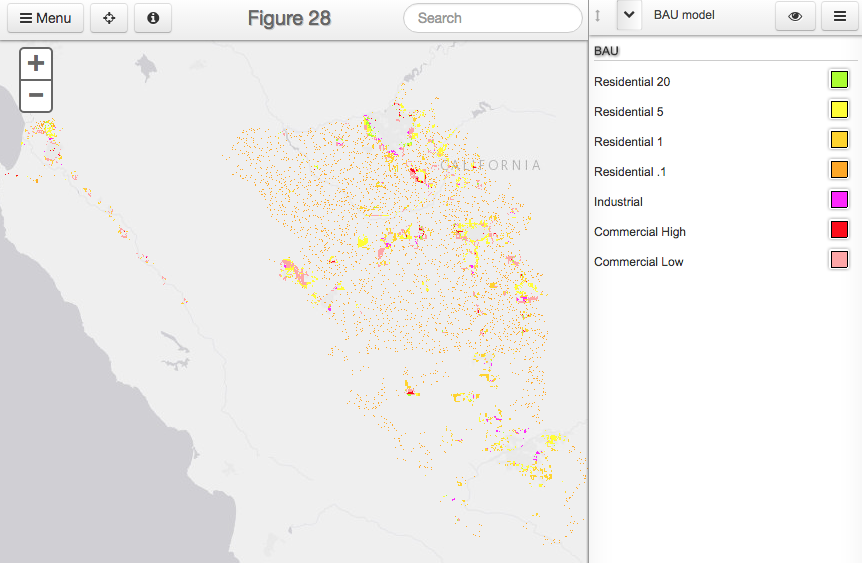 Menu
Figure 28
Search
BAU model
+
−
CALIFORNIA
BAU
Residential 20
Residential 5
Residential 1
Residential .1
Industrial
Commercial High
Commercial Low